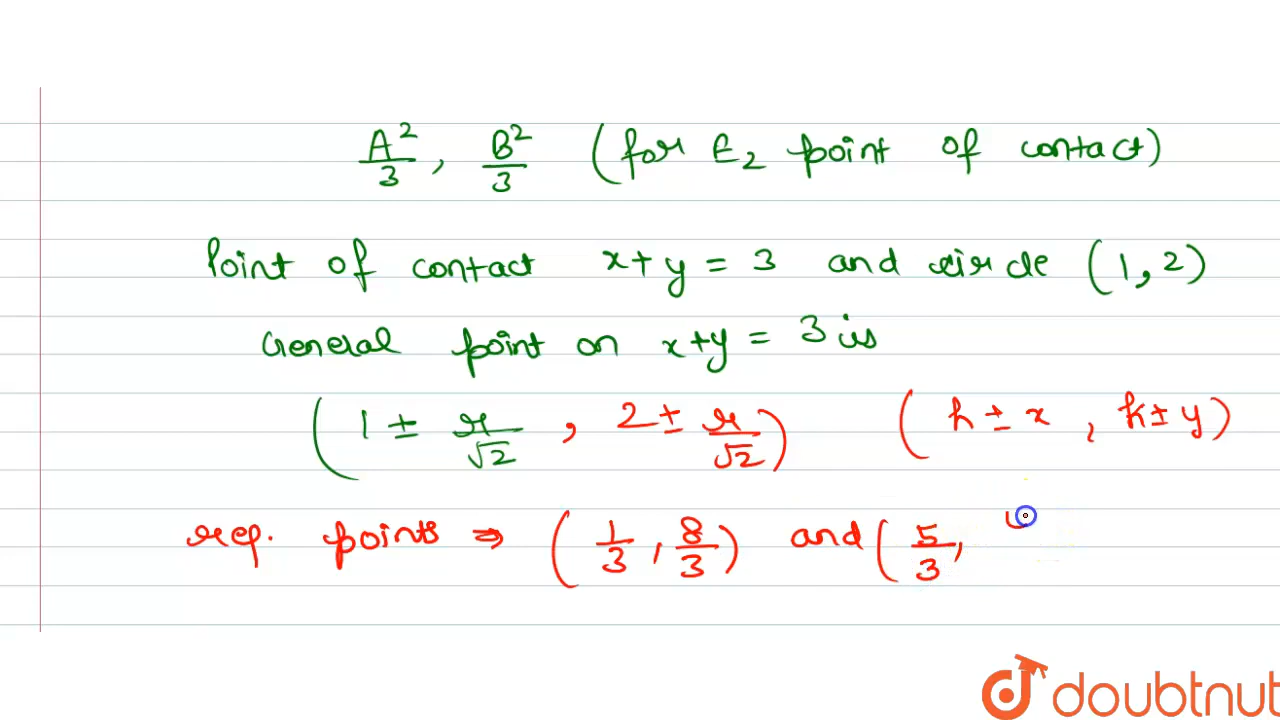 A²/3, B²/3 (for E₂ point of contact)
Point of contact x+y = 3 and circle (1,2)
General point on x+y = 3 is
(1 ± r/√2, 2 ± r/√2) (h ± x, k ± y)
req. points ⇒ (1/3, 8/3) and (5/3,
doubtnut